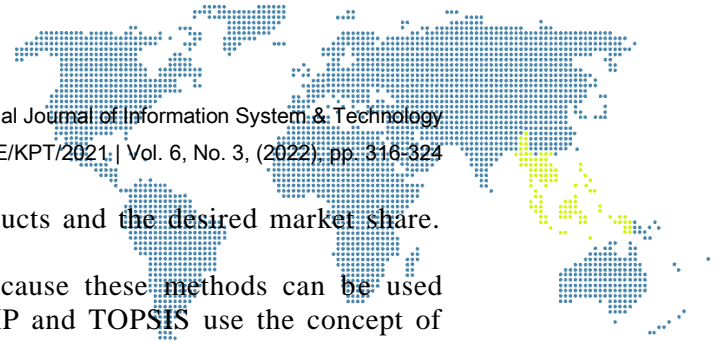 al Journal of Information System & Technology
E/KPT/2021 | Vol. 6, No. 3, (2022), pp. 316-324
ucts and the desired market share.
cause these methods can be used
IP and TOPSIS use the concept of